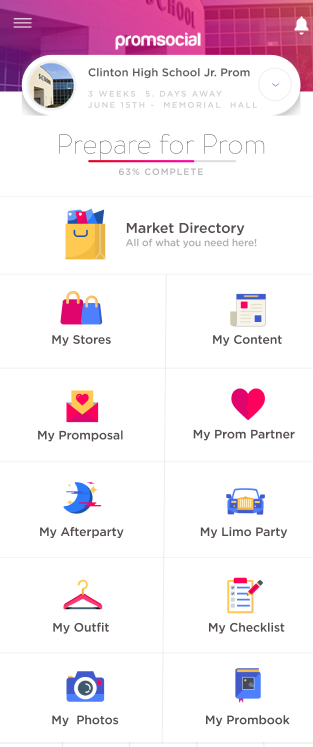 SCHOOL
promsocial
Clinton High School Jr. Prom
SCHOOL
3 WEEKS 5. DAYS AWAY
JUNE 15TH - MEMORIAL HALL
Prepare for Prom
63% COMPLETE
Market Directory
All of what you need here!
My Stores
My Content
My Promposal
My Prom Partner
My Afterparty
My Limo Party
My Outfit
My Checklist
My Photos
My Prombook